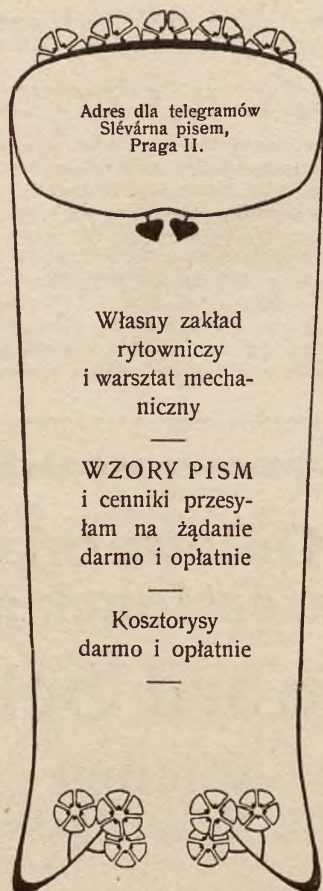 Adres dla telegramów
Slévárna pisem,
Praga II.
Własny zakład
rytowniczy
i warsztat mecha-
niczny
WZORY PISM
i cenniki przesy-
łam na żądanie
darmo i opłatnie
Kosztorysy
darmo i opłatnie